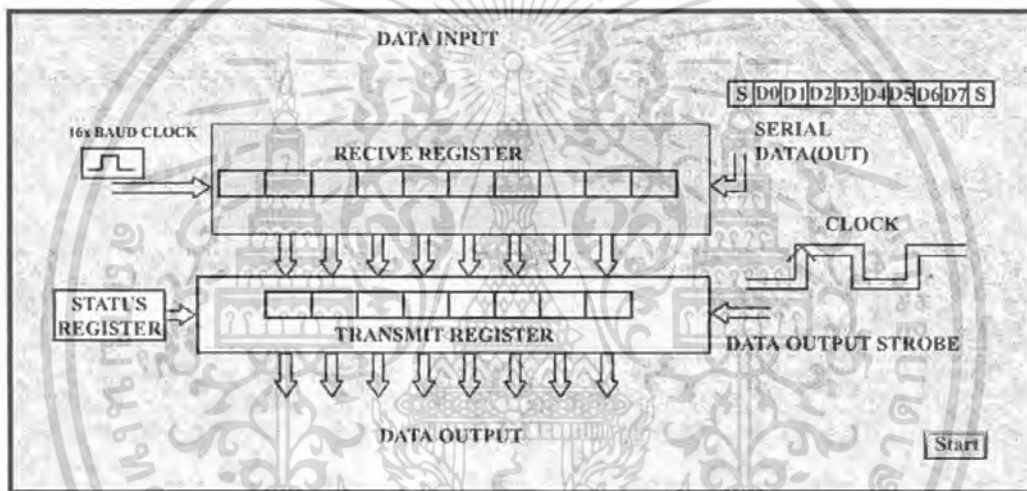 DATA INPUT
S D0 D1 D2 D3 D4 D5 D6 D7 S
16x BAUD CLOCK
SERIAL
DATA(OUT)
RECIVE REGISTER
CLOCK
STATUS
REGISTER
TRANSMIT REGISTER
DATA OUTPUT STROBE
DATA OUTPUT
Start